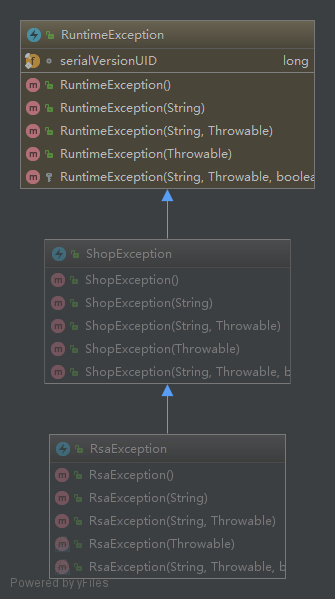 RuntimeException
serialVersionUID long
RuntimeException()
RuntimeException(String)
RuntimeException(String, Throwable)
RuntimeException(Throwable)
RuntimeException(String, Throwable, boolea
ShopException
ShopException()
ShopException(String)
ShopException(String, Throwable)
ShopException(Throwable)
ShopException(String, Throwable, b
RsaException
RsaException()
RsaException(String)
RsaException(String, Throwable)
RsaException(Throwable)
RsaException(String, Throwable, b
Powered by yFiles